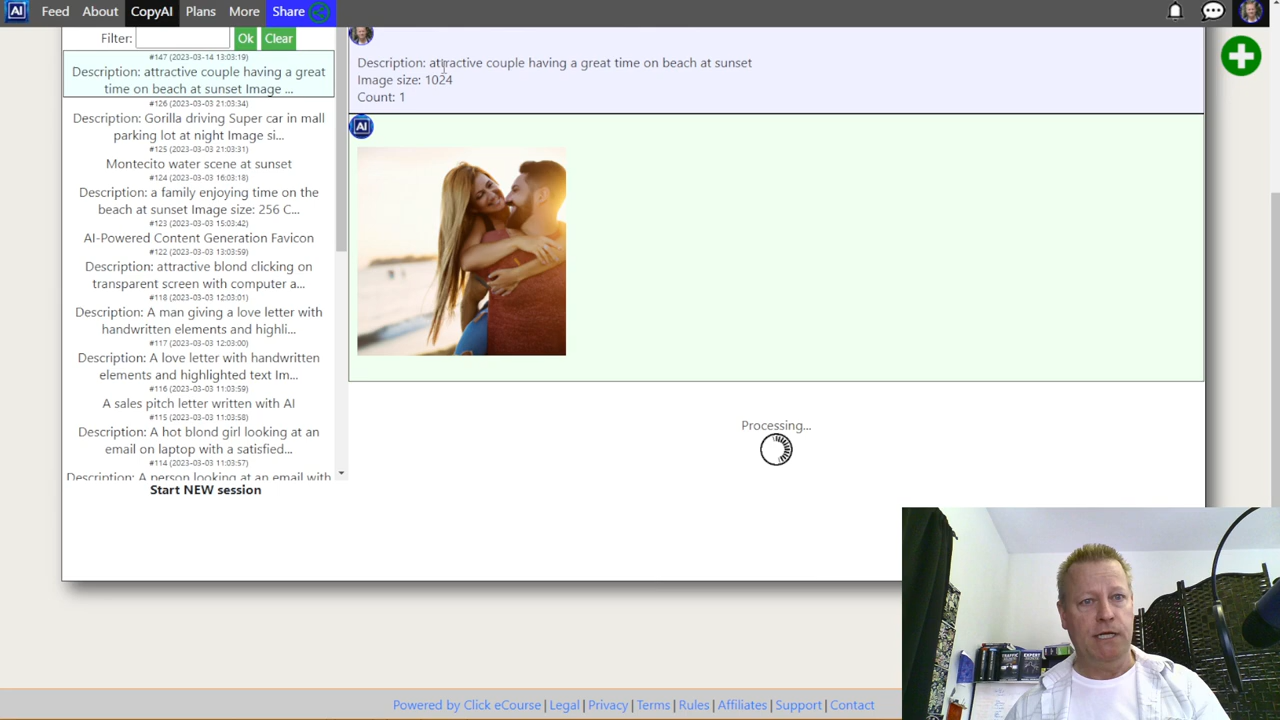 AI Feed About CopyAI Plans More Share
Filter: Ok Clear
#147 (2023-03-14 13:03:19)
Description: attractive couple having a great
time on beach at sunset Image ...
#126 (2023-03-03 21:03:34)
Description: Gorilla driving Super car in mall
parking lot at night Image si...
#125 (2023-03-03 21:03:31)
Montecito water scene at sunset
#124 (2023-03-03 16:03:18)
Description: a family enjoying time on the
beach at sunset Image size: 256 C...
#123 (2023-03-03 15:03:42)
AI-Powered Content Generation Favicon
#122 (2023-03-03 13:03:59)
Description: attractive blond clicking on
transparent screen with computer a...
#118 (2023-03-03 12:03:01)
Description: A man giving a love letter with
handwritten elements and highli...
#117 (2023-03-03 12:03:00)
Description: A love letter with handwritten
elements and highlighted text Im...
#116 (2023-03-03 11:03:59)
A sales pitch letter written with AI
#115 (2023-03-03 11:03:58)
Description: A hot blond girl looking at an
email on laptop with a satisfied...
#114 (2023-03-03 11:03:57)
Description: A person looking at an email with
Start NEW session
Description: attractive couple having a great time on beach at sunset
Image size: 1024
Count: 1
AI
Processing...
TRAFFIC
EXPERT
Powered by Click eCourse | Legal | Privacy | Terms | Rules | Affiliates | Support | Contact